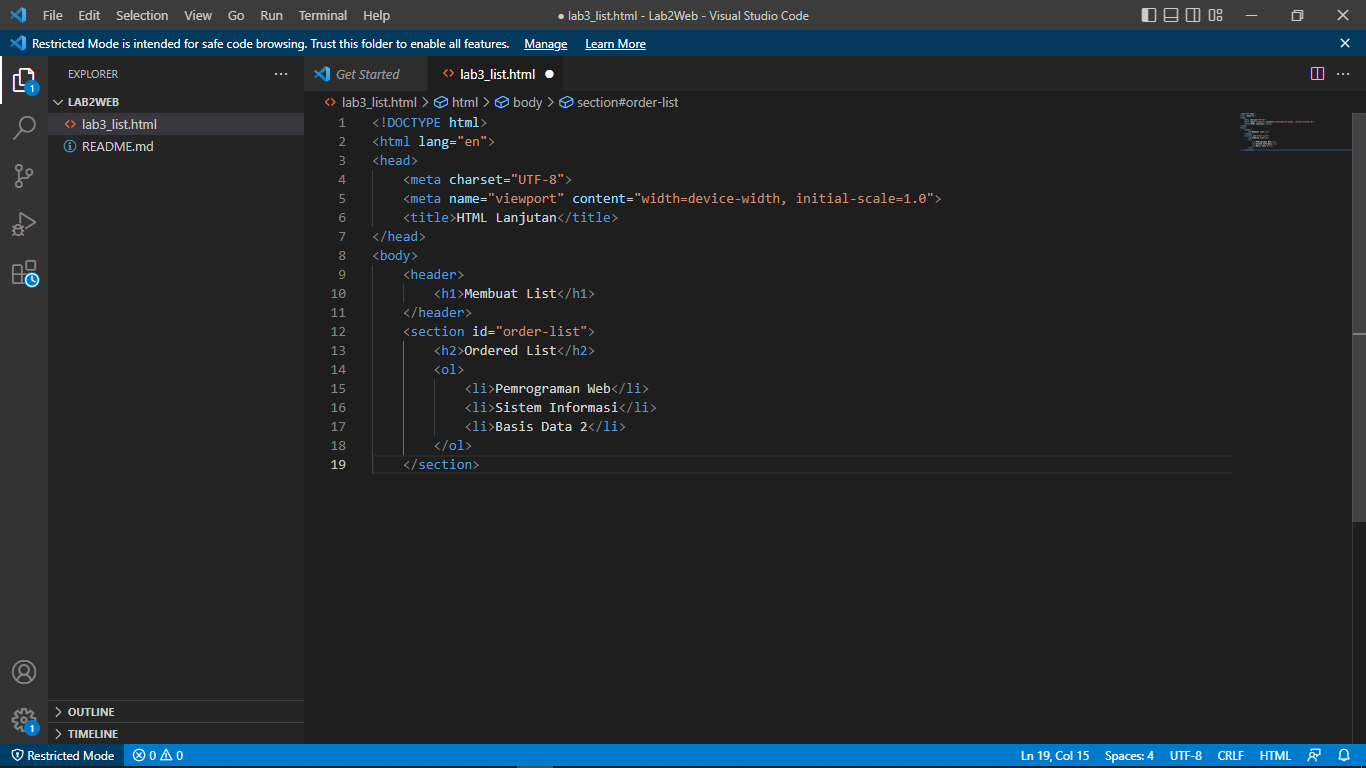 File Edit Selection View Go Run Terminal Help ● lab3_list.html - Lab2Web - Visual Studio Code
Restricted Mode is intended for safe code browsing. Trust this folder to enable all features. Manage Learn More
EXPLORER
LAB2WEB
lab3_list.html
README.md
OUTLINE
TIMELINE
1
1
Get Started lab3_list.html
lab3_list.html > html > body > section#order-list
1 <!DOCTYPE html>
2 <html lang="en">
3 <head>
4     <meta charset="UTF-8">
5     <meta name="viewport" content="width=device-width, initial-scale=1.0">
6     <title>HTML Lanjutan</title>
7 </head>
8 <body>
9     <header>
10         <h1>Membuat List</h1>
11     </header>
12     <section id="order-list">
13         <h2>Ordered List</h2>
14         <ol>
15             <li>Pemrograman Web</li>
16             <li>Sistem Informasi</li>
17             <li>Basis Data 2</li>
18         </ol>
19     </section>
Restricted Mode 0 0 Ln 19, Col 15 Spaces: 4 UTF-8 CRLF HTML